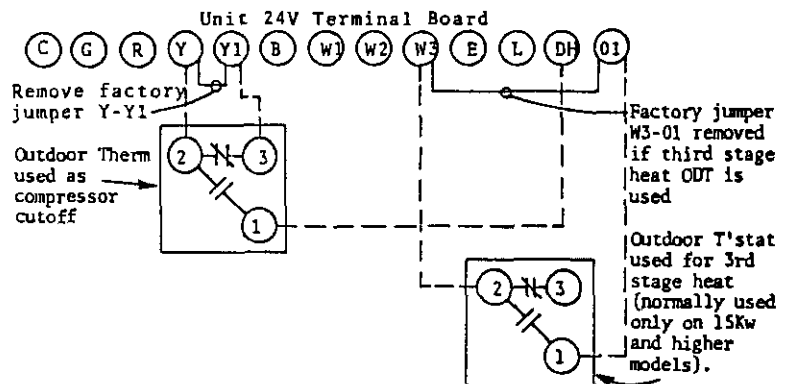 Unit 24V Terminal Board
C G R Y Y1 B W1 W2 W3 E L DH 01
Remove factory
jumper Y-Y1
Outdoor Therm
used as
compressor
cutoff
2 3
1
Factory jumper
W3-01 removed
if third stage
heat ODT is
used
Outdoor T'stat
used for 3rd
stage heat
(normally used
only on 15Kw
and higher
models).
2 3
1